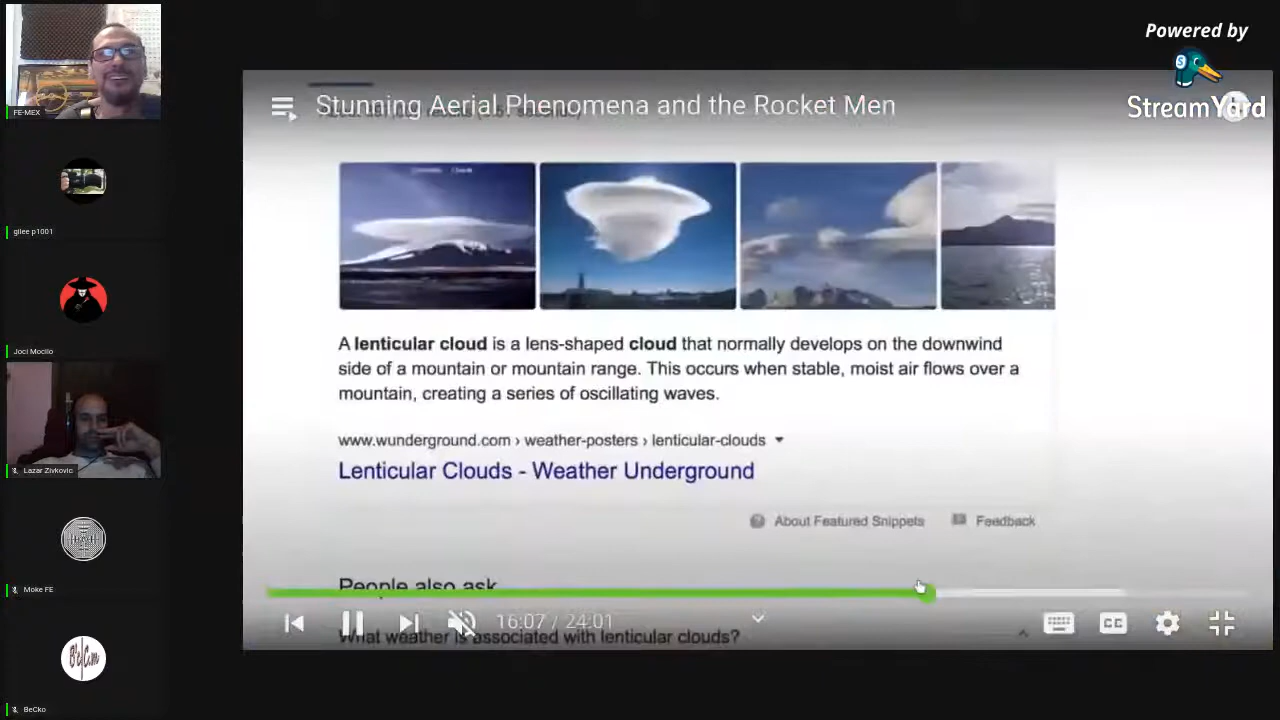 Powered by
StreamYard
FE-MEX
gilee p1001
Joci Mocilo
Lazar Zivkovic
Moke FE
BeCko
Stunning Aerial Phenomena and the Rocket Men
A lenticular cloud is a lens-shaped cloud that normally develops on the downwind
side of a mountain or mountain range. This occurs when stable, moist air flows over a
mountain, creating a series of oscillating waves.
www.wunderground.com › weather-posters › lenticular-clouds
Lenticular Clouds - Weather Underground
About Featured Snippets
Feedback
People also ask
16:07 / 24:01
CC
What weather is associated with lenticular clouds?